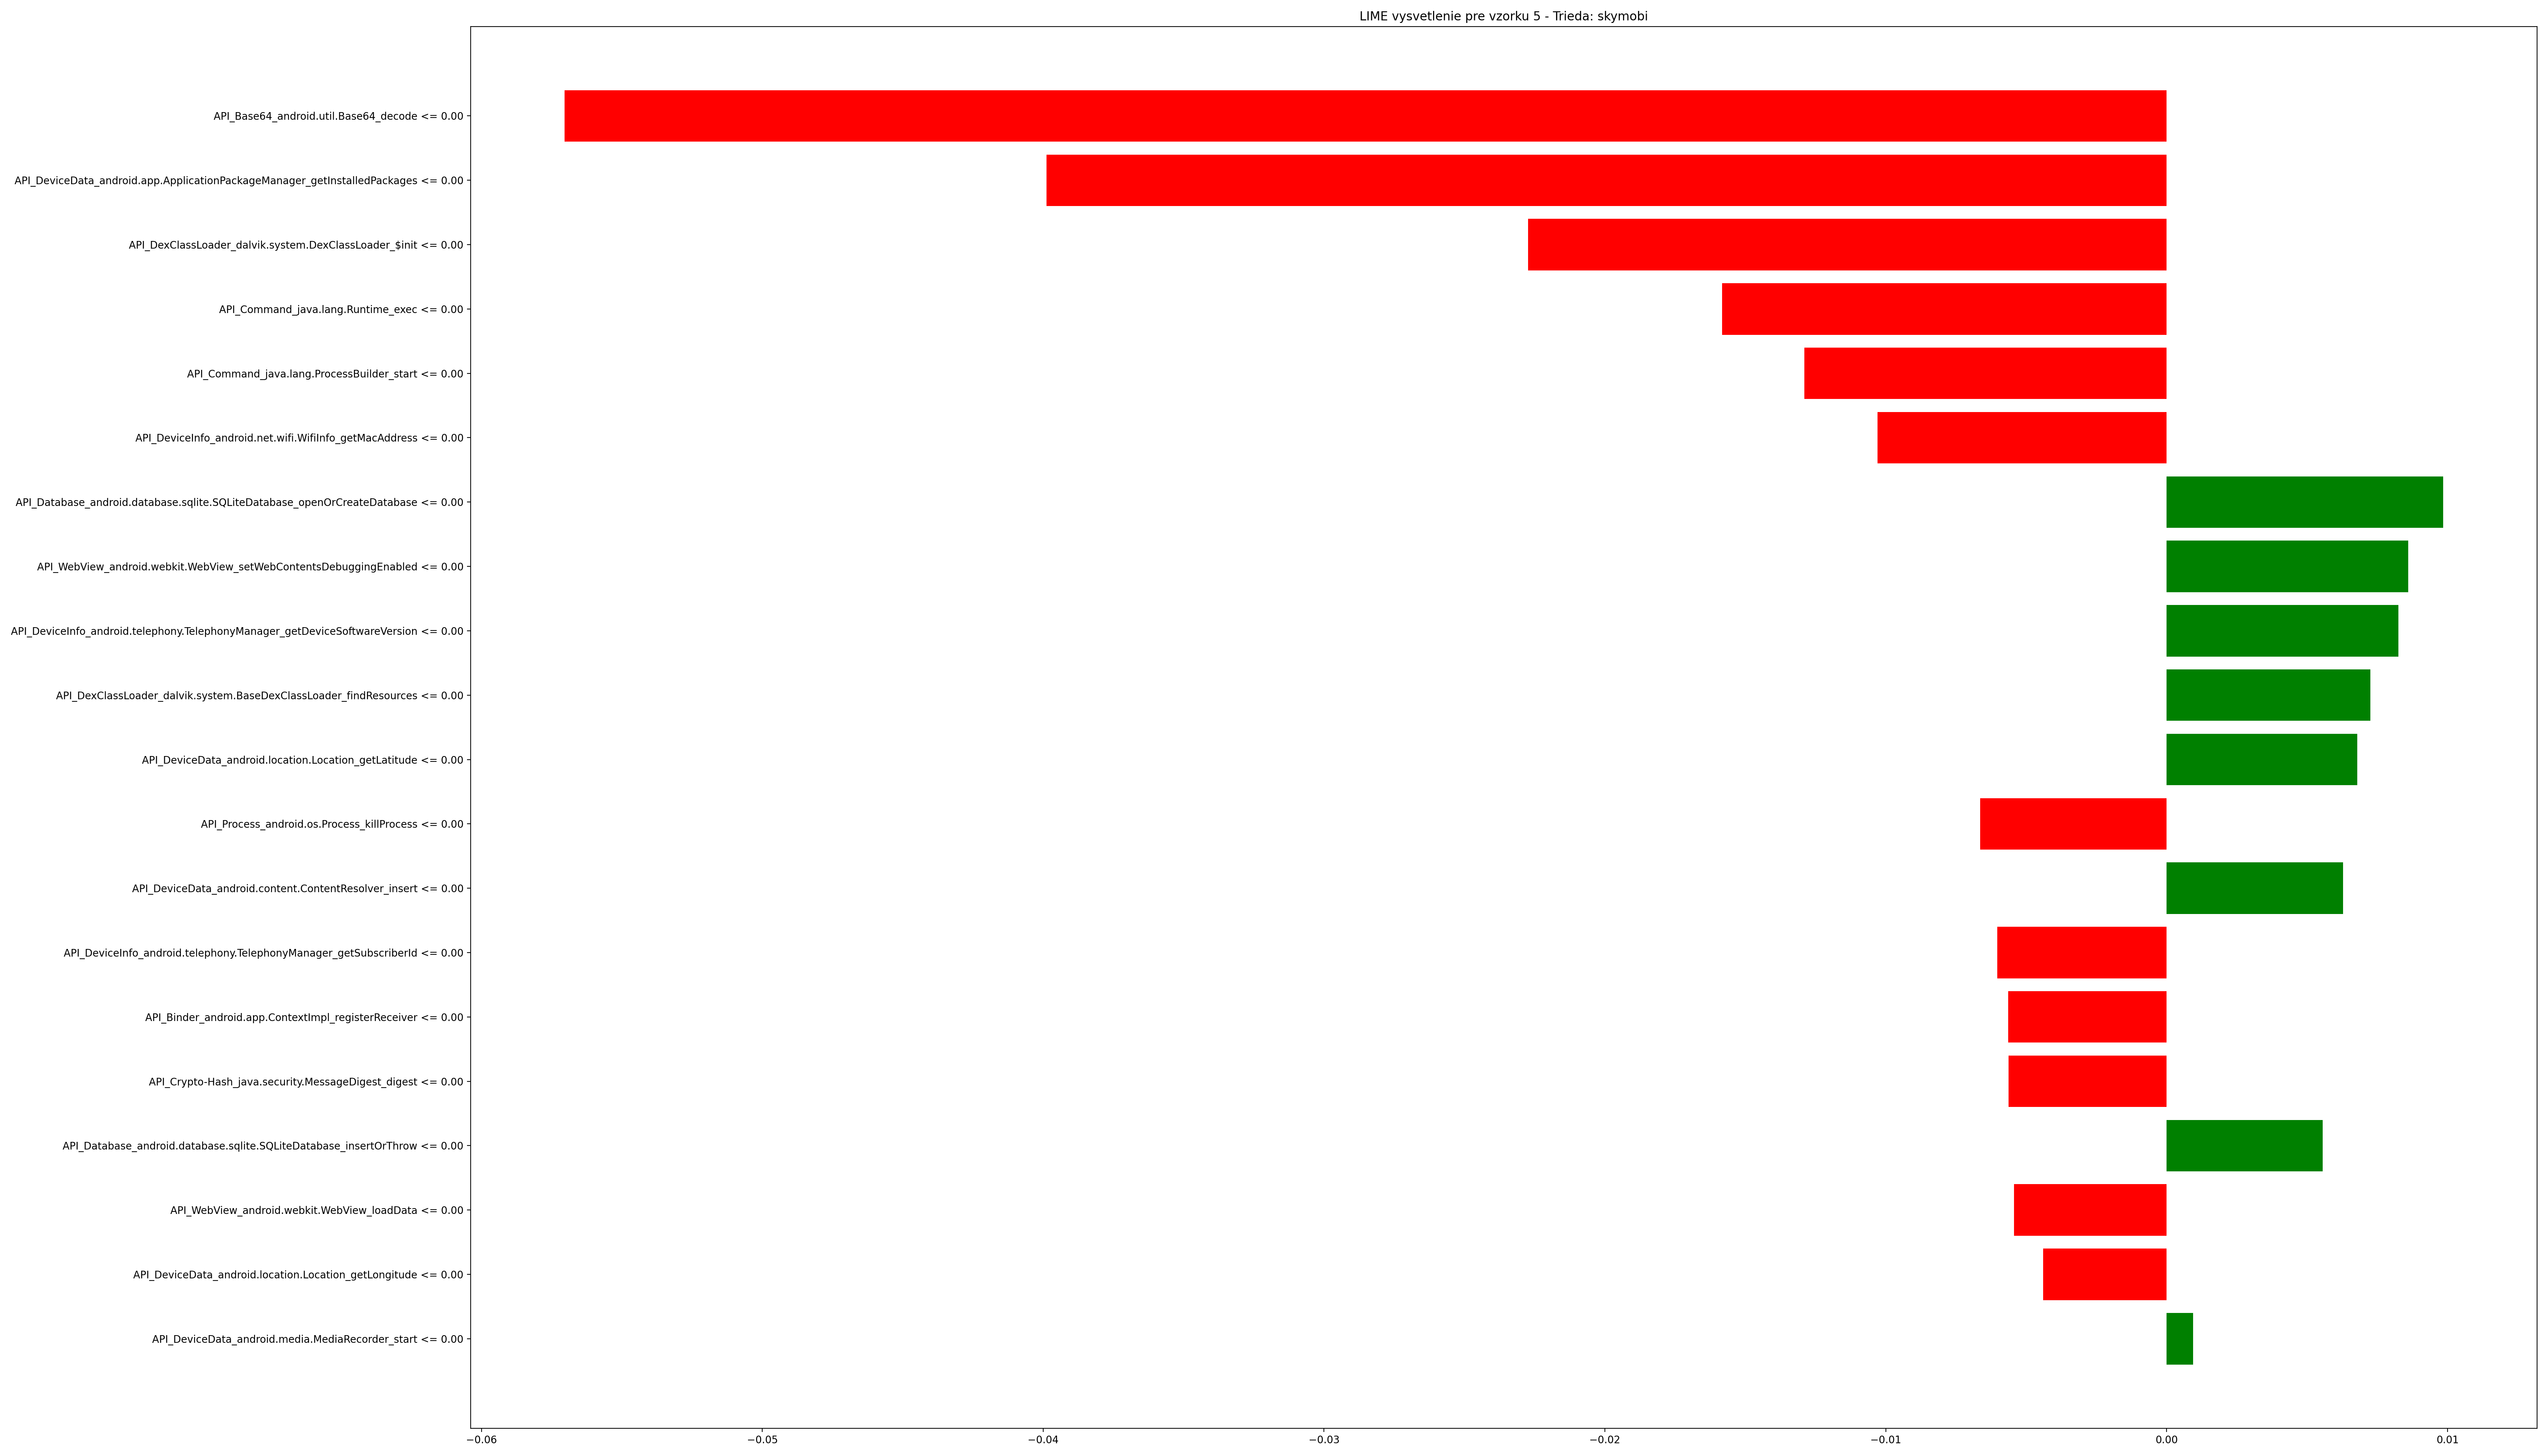 LIME vysvetlenie pre vzorku 5 - Trieda: skymobi
API_Base64_android.util.Base64_decode <= 0.00
API_DeviceData_android.app.ApplicationPackageManager_getInstalledPackages <= 0.00
API_DexClassLoader_dalvik.system.DexClassLoader_$init <= 0.00
API_Command_java.lang.Runtime_exec <= 0.00
API_Command_java.lang.ProcessBuilder_start <= 0.00
API_DeviceInfo_android.net.wifi.WifiInfo_getMacAddress <= 0.00
API_Database_android.database.sqlite.SQLiteDatabase_openOrCreateDatabase <= 0.00
API_WebView_android.webkit.WebView_setWebContentsDebuggingEnabled <= 0.00
API_DeviceInfo_android.telephony.TelephonyManager_getDeviceSoftwareVersion <= 0.00
API_DexClassLoader_dalvik.system.BaseDexClassLoader_findResources <= 0.00
API_DeviceData_android.location.Location_getLatitude <= 0.00
API_Process_android.os.Process_killProcess <= 0.00
API_DeviceData_android.content.ContentResolver_insert <= 0.00
API_DeviceInfo_android.telephony.TelephonyManager_getSubscriberId <= 0.00
API_Binder_android.app.ContextImpl_registerReceiver <= 0.00
API_Crypto-Hash_java.security.MessageDigest_digest <= 0.00
API_Database_android.database.sqlite.SQLiteDatabase_insertOrThrow <= 0.00
API_WebView_android.webkit.WebView_loadData <= 0.00
API_DeviceData_android.location.Location_getLongitude <= 0.00
API_DeviceData_android.media.MediaRecorder_start <= 0.00
−0.06 −0.05 −0.04 −0.03 −0.02 −0.01 0.00 0.01